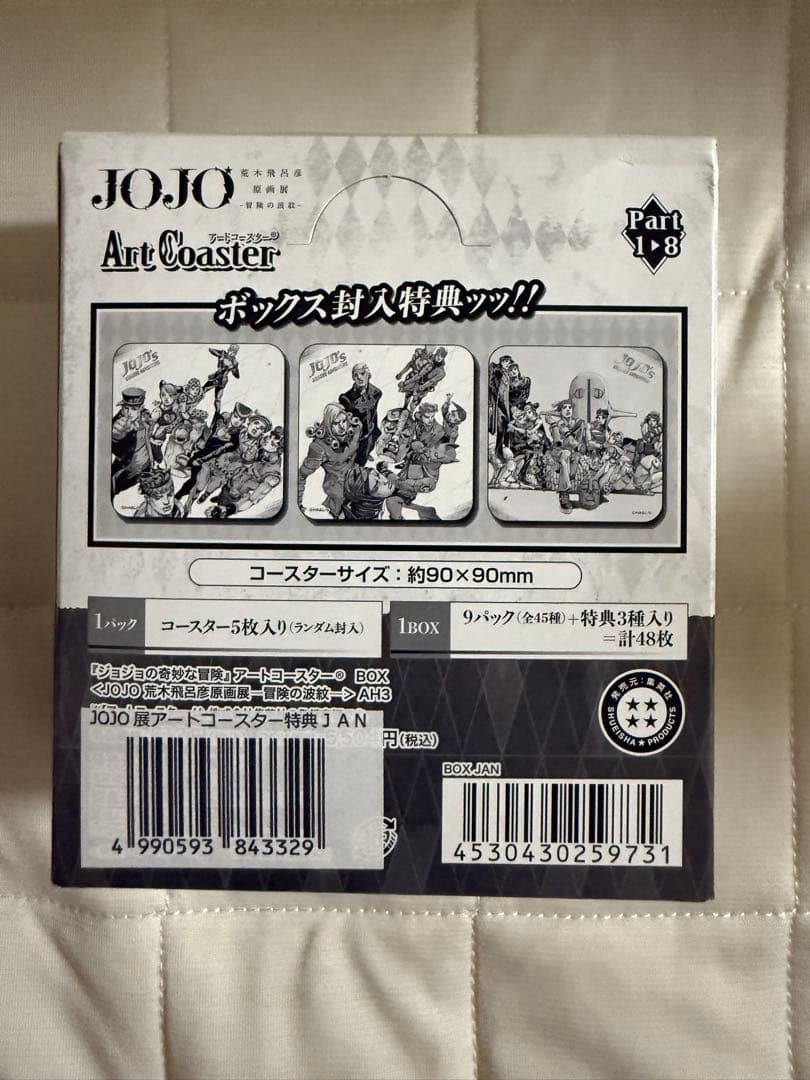 JOJO
荒木飛呂彦
原画展
-冒険の波紋-
アートコースター®
Art Coaster
Part
1▶8
ボックス封入特典ッッ!!
JOJO's
BIZARRE ADVENTURE
JOJO's
BIZARRE ADVENTURE
JOJO's
コースターサイズ：約90×90mm
1パック
コースター5枚入り(ランダム封入)
1BOX
9パック(全45種)+特典3種入り
=計48枚
『ジョジョの奇妙な冒険』アートコースター® BOX
<JOJO 荒木飛呂彦原画展―冒険の波紋―> AH3
発売元：集英社
SHUEISHA★PRODUCTS
JOJO展アートコースター特典JAN
円(税込)
4 990593 843329
BOX JAN
4530430259731